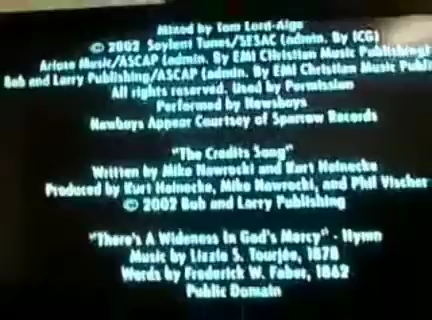 Mixed by Tom Lord-Alge
© 2002 Soylent Tunes/SESAC (admin. By ICG)
Ariose Music/ASCAP (admin. By EMI Christian Music Publishing)
Bob and Larry Publishing/ASCAP (admin. By EMI Christian Music Publi
All rights reserved. Used by Permission
Performed by Newsboys
Newboys Appear Courtsey of Sparrow Records
"The Credits Song"
Written by Mike Nawrocki and Kurt Heinecke
Produced by Kurt Heinecke, Mike Nawrocki, and Phil Vischer
© 2002 Bob and Larry Publishing
"There's A Wideness In God's Mercy" - Hymn
Music by Lizzie S. Tourjée, 1878
Words by Frederick W. Faber, 1862
Public Domain